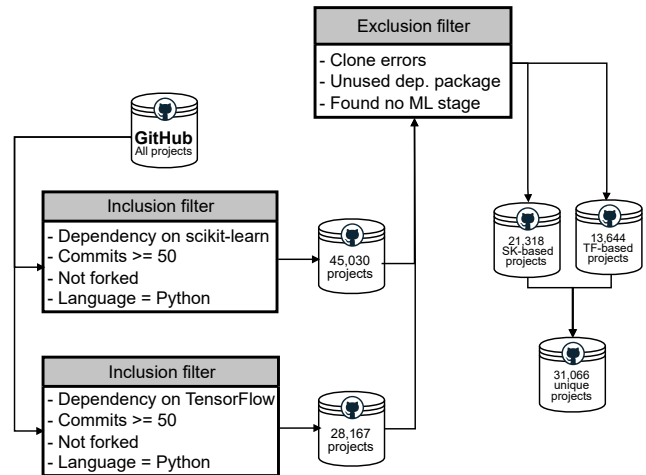 Exclusion filter
- Clone errors
- Unused dep. package
- Found no ML stage
GitHub
All projects
Inclusion filter
- Dependency on scikit-learn
- Commits >= 50
- Not forked
- Language = Python
45,030
projects
21,318
SK-based
projects
13,644
TF-based
projects
31,066
unique
projects
Inclusion filter
- Dependency on TensorFlow
- Commits >= 50
- Not forked
- Language = Python
28,167
projects